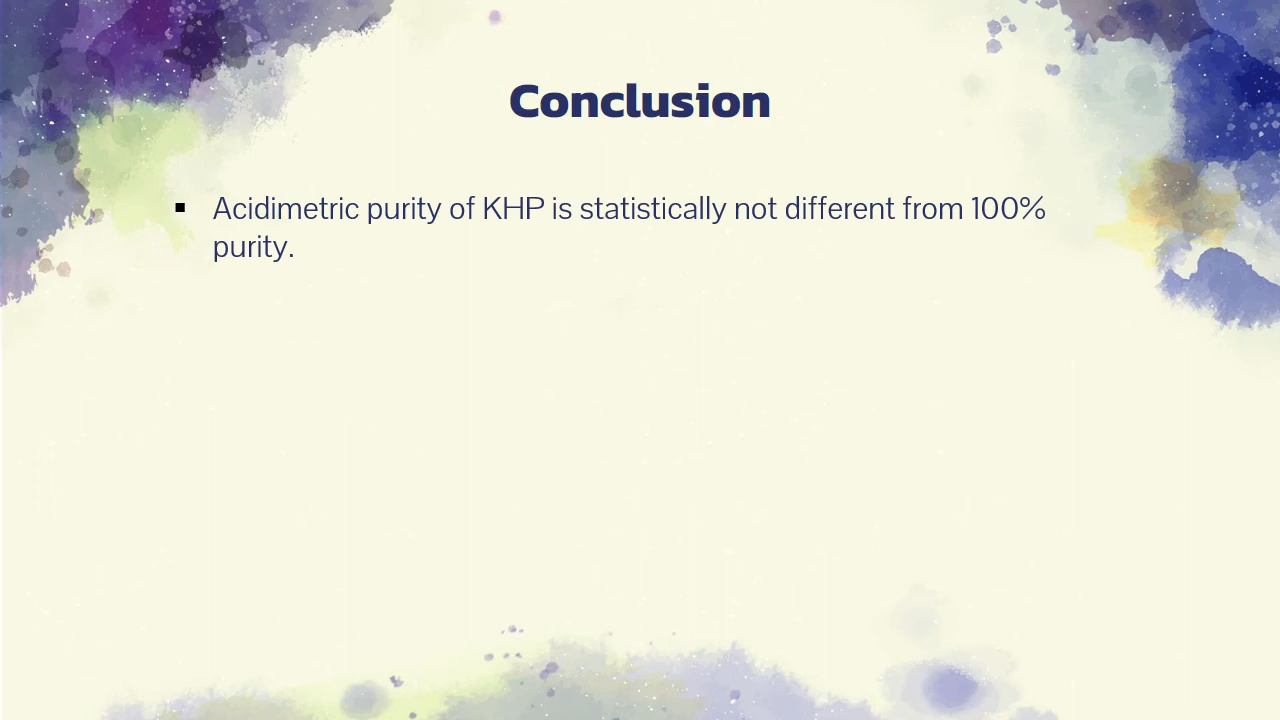 Conclusion
▪ Acidimetric purity of KHP is statistically not different from 100%
purity.